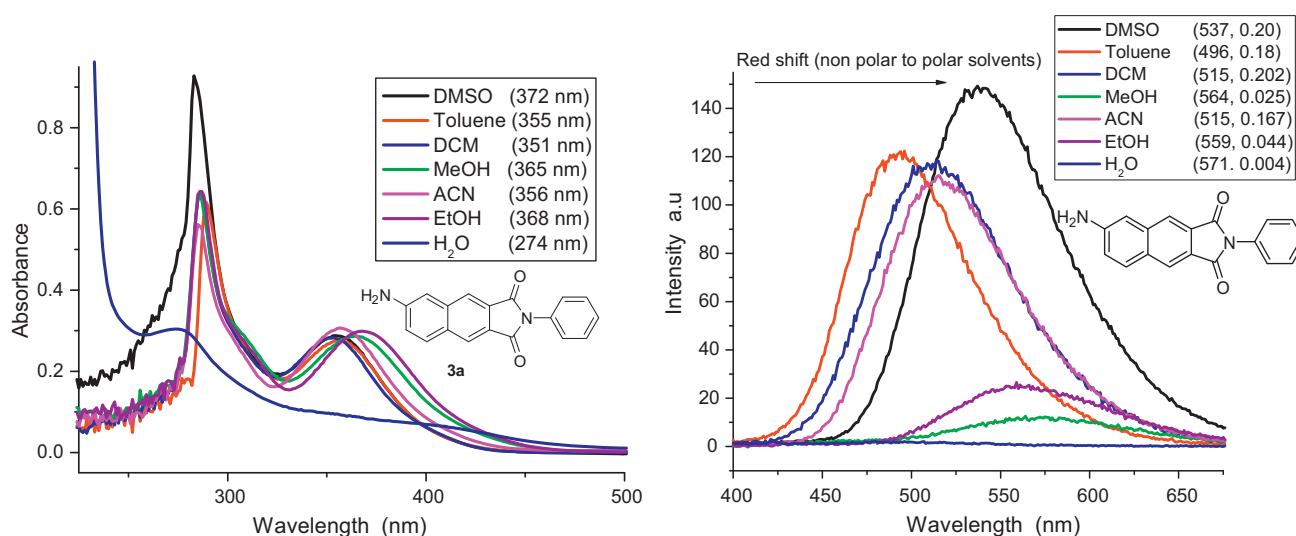 DMSO (372 nm)
Toluene (355 nm)
DCM (351 nm)
MeOH (365 nm)
ACN (356 nm)
EtOH (368 nm)
H₂O (274 nm)
Absorbance
0.8
0.6
0.4
0.2
0.0
300
400
500
Wavelength (nm)
H₂N
O
N
O
3a
DMSO (537, 0.20)
Toluene (496, 0.18)
DCM (515, 0.202)
MeOH (564, 0.025)
ACN (515, 0.167)
EtOH (559, 0.044)
H₂O (571. 0.004)
Red shift (non polar to polar solvents)
Intensity a.u
140
120
100
80
60
40
20
0
400
450
500
550
600
650
Wavelength (nm)
NH₂
O
N
O